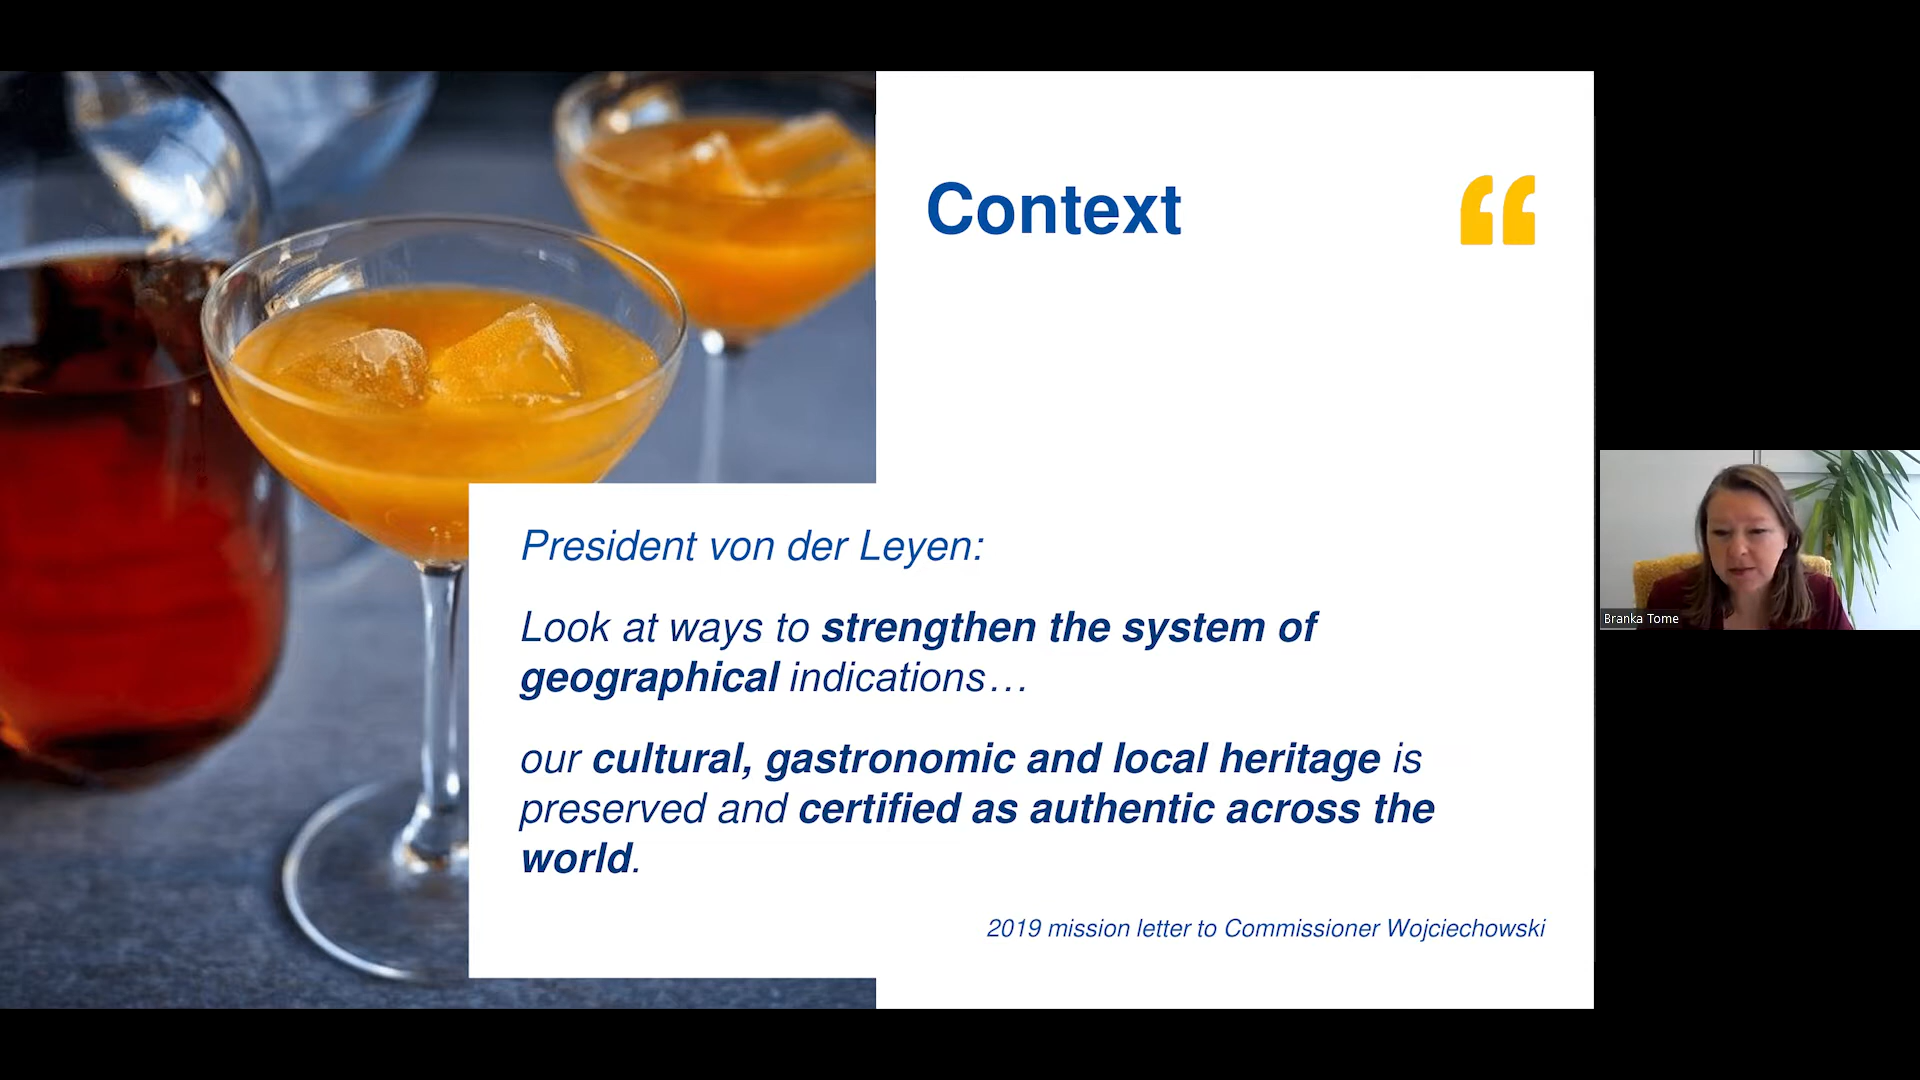 Context
“
President von der Leyen:
Look at ways to strengthen the system of
geographical indications…
our cultural, gastronomic and local heritage is
preserved and certified as authentic across the
world.
2019 mission letter to Commissioner Wojciechowski
Branka Tome